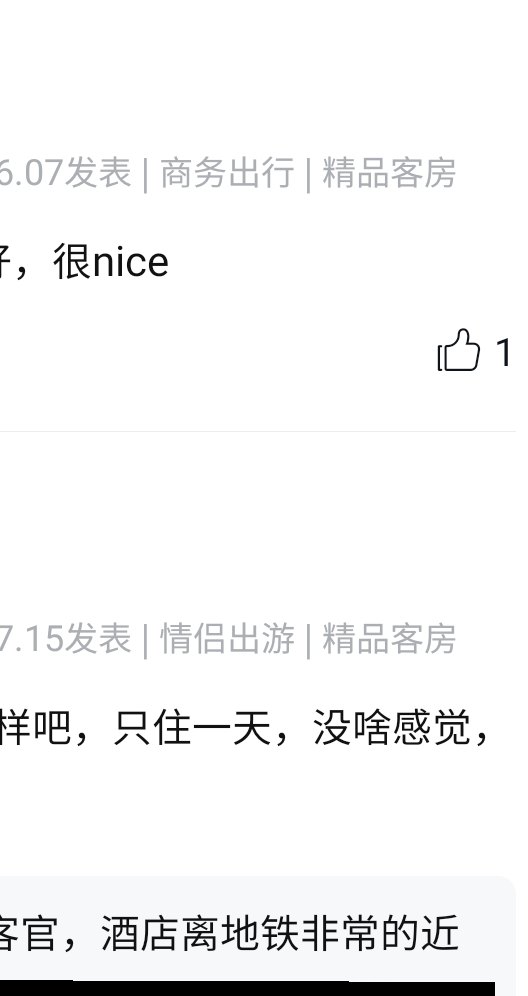 6.07发表 | 商务出行 | 精品客房
好，很nice
1
7.15发表 | 情侣出游 | 精品客房
样吧，只住一天，没啥感觉，
客官，酒店离地铁非常的近